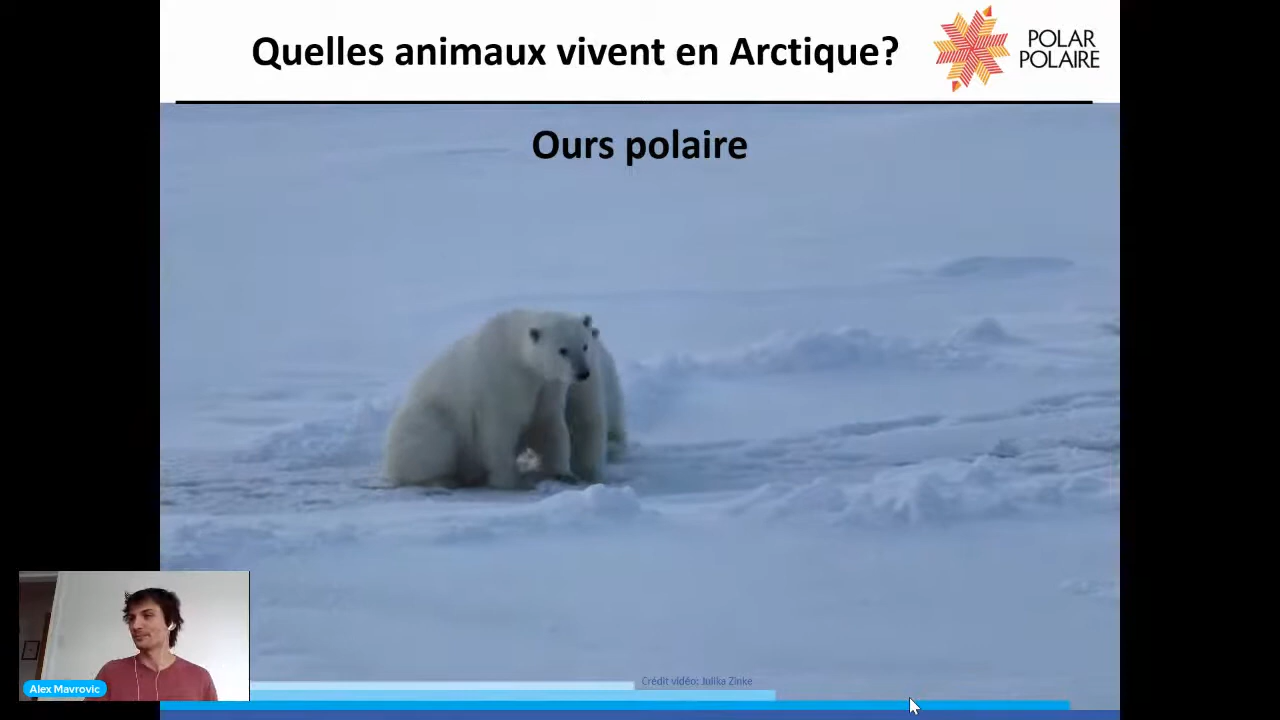 Quelles animaux vivent en Arctique?
POLAR
POLAIRE
Ours polaire
Crédit vidéo: Julika Zinke
Alex Mavrovic